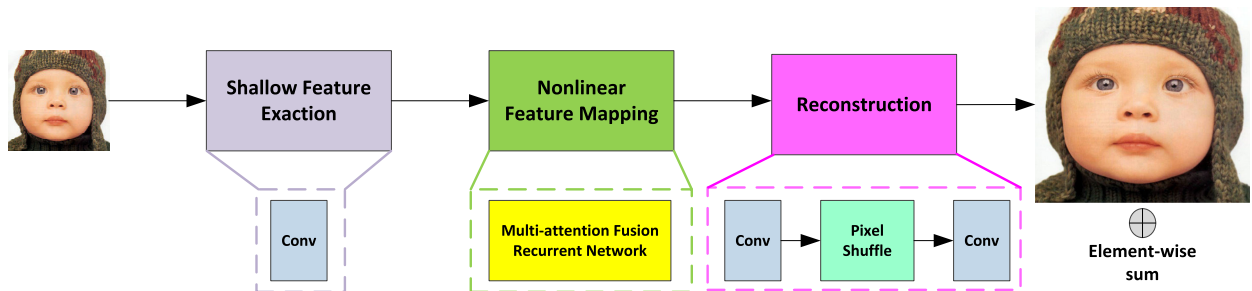 Shallow Feature
Exaction
Nonlinear
Feature Mapping
Reconstruction
Conv
Multi-attention Fusion
Recurrent Network
Conv
Pixel
Shuffle
Conv
Element-wise
sum